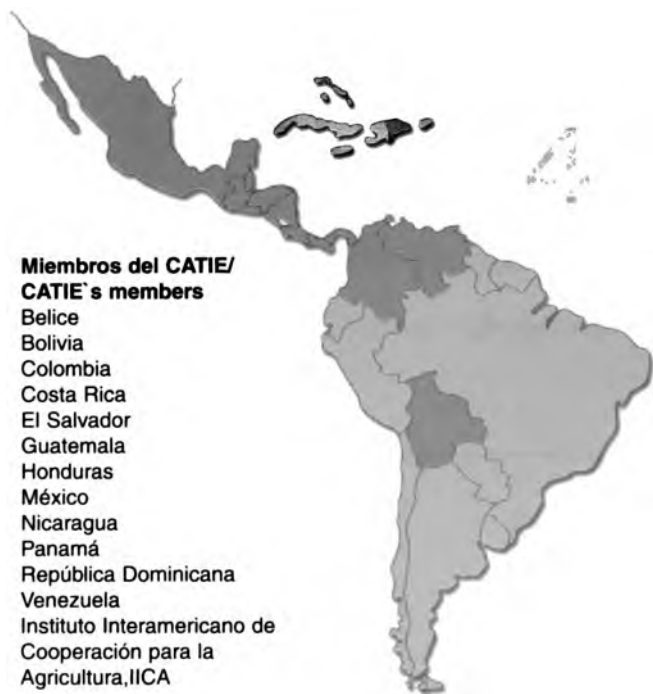 Miembros del CATIE/
CATIE`s members
Belice
Bolivia
Colombia
Costa Rica
El Salvador
Guatemala
Honduras
México
Nicaragua
Panamá
República Dominicana
Venezuela
Instituto Interamericano de
Cooperación para la
Agricultura,IICA